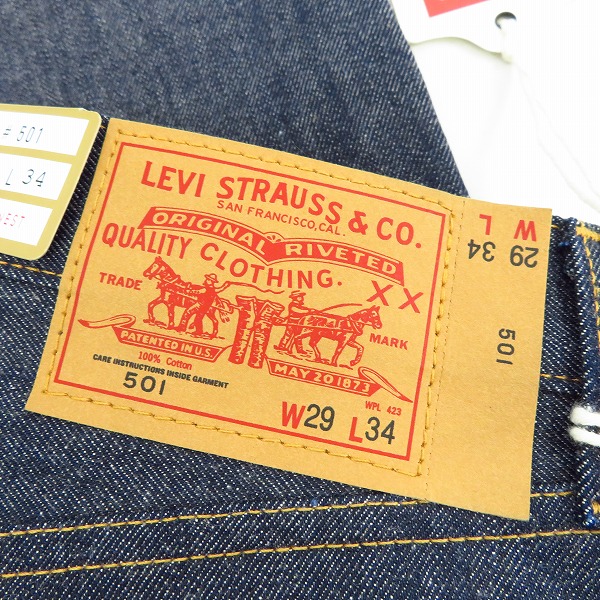 = 501
L 34
LEVI STRAUSS & CO.
SAN FRANCISCO, CAL.
ORIGINAL RIVETED
QUALITY CLOTHING.
XX
TRADE
MARK
PATENTED IN U.S.
MAY 20 1873
100% Cotton
CARE INSTRUCTIONS INSIDE GARMENT
WPL 423
501
W29 L34
W L
29 34
501